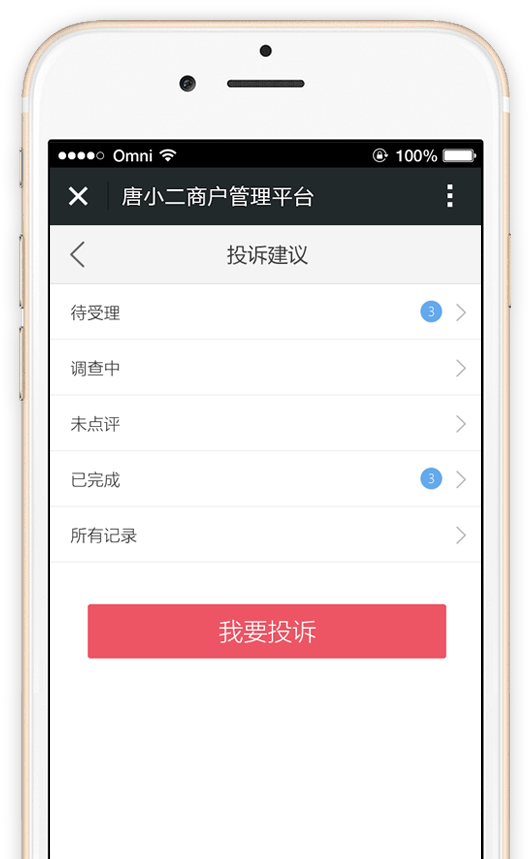 Omni 100%
唐小二商户管理平台
投诉建议
待受理 3
调查中
未点评
已完成 3
所有记录
我要投诉